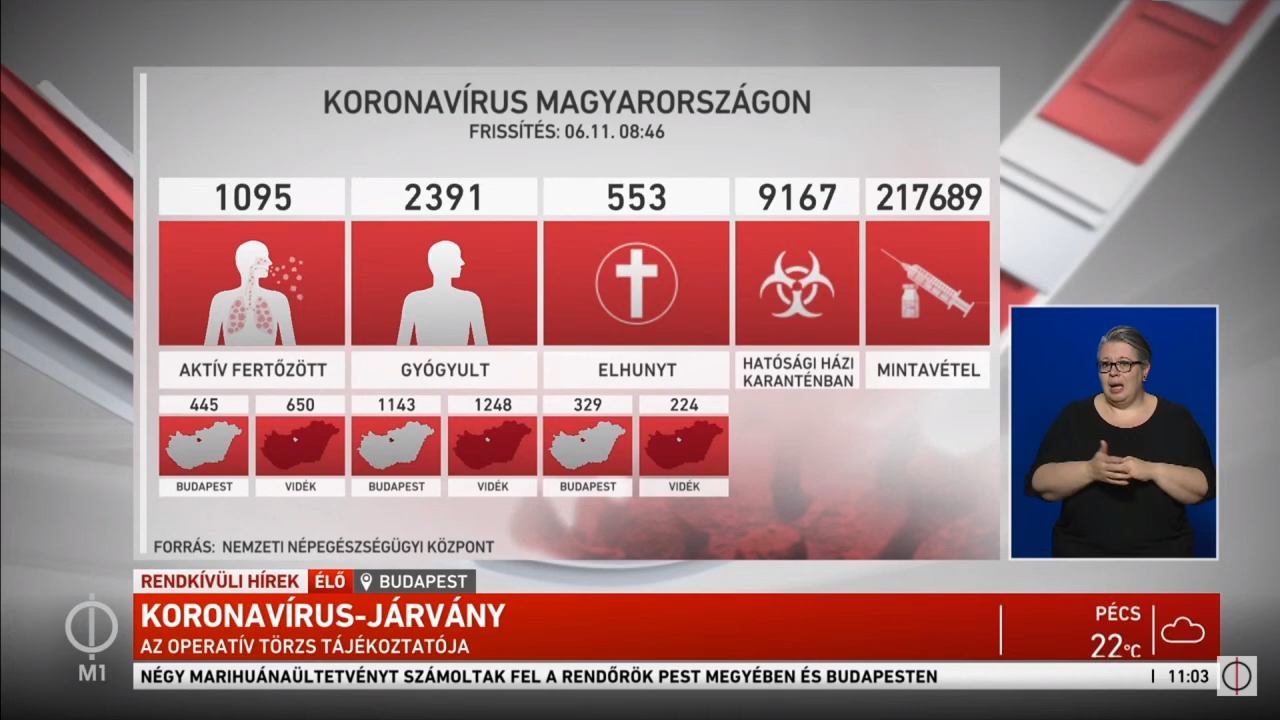 KORONAVÍRUS MAGYARORSZÁGON
FRISSÍTÉS: 06.11. 08:46
1095
2391
553
9167
217689
AKTÍV FERTŐZÖTT
GYÓGYULT
ELHUNYT
HATÓSÁGI HÁZI
KARANTÉNBAN
MINTAVÉTEL
445
650
1143
1248
329
224
BUDAPEST
VIDÉK
BUDAPEST
VIDÉK
BUDAPEST
VIDÉK
FORRÁS: NEMZETI NÉPEGÉSZSÉGÜGYI KÖZPONT
RENDKÍVÜLI HÍREK
ÉLŐ
BUDAPEST
KORONAVÍRUS-JÁRVÁNY
AZ OPERATÍV TÖRZS TÁJÉKOZTATÓJA
PÉCS
22°C
M1
NÉGY MARIHUÁNAÜLTETVÉNYT SZÁMOLTAK FEL A RENDŐRÖK PEST MEGYÉBEN ÉS BUDAPESTEN
11:03